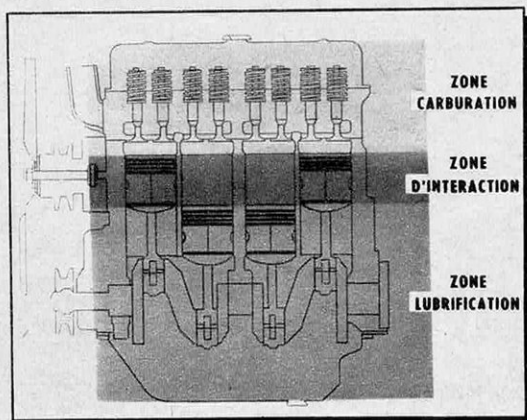 ZONE
CARBURATION
ZONE
D'INTERACTION
ZONE
LUBRIFICATION